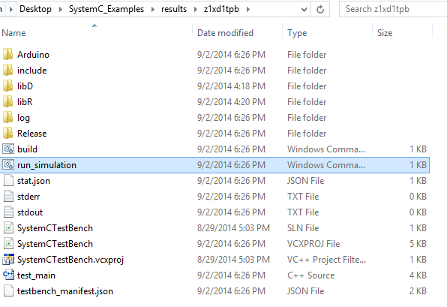 Desktop ▸ SystemC_Examples ▸ results ▸ z1xd1tpb Search z1xd1tpb
Name Date modified Type Size
Arduino 9/2/2014 6:26 PM File folder
include 9/2/2014 6:26 PM File folder
libD 9/2/2014 4:18 PM File folder
libR 9/2/2014 4:20 PM File folder
log 9/2/2014 6:26 PM File folder
Release 9/2/2014 6:26 PM File folder
build 9/2/2014 6:26 PM Windows Comma... 1 KB
run_simulation 9/2/2014 6:26 PM Windows Comma... 1 KB
stat.json 9/2/2014 6:26 PM JSON File 1 KB
stderr 9/2/2014 6:26 PM TXT File 0 KB
stdout 9/2/2014 6:26 PM TXT File 0 KB
SystemCTestBench 8/29/2014 5:03 PM SLN File 1 KB
SystemCTestBench 9/2/2014 6:26 PM VCXPROJ File 5 KB
SystemCTestBench.vcxproj 8/29/2014 5:03 PM VC++ Project Filte... 1 KB
test_main 9/2/2014 6:26 PM C++ Source 4 KB
testbench_manifest.json 9/2/2014 6:26 PM JSON File 2 KB